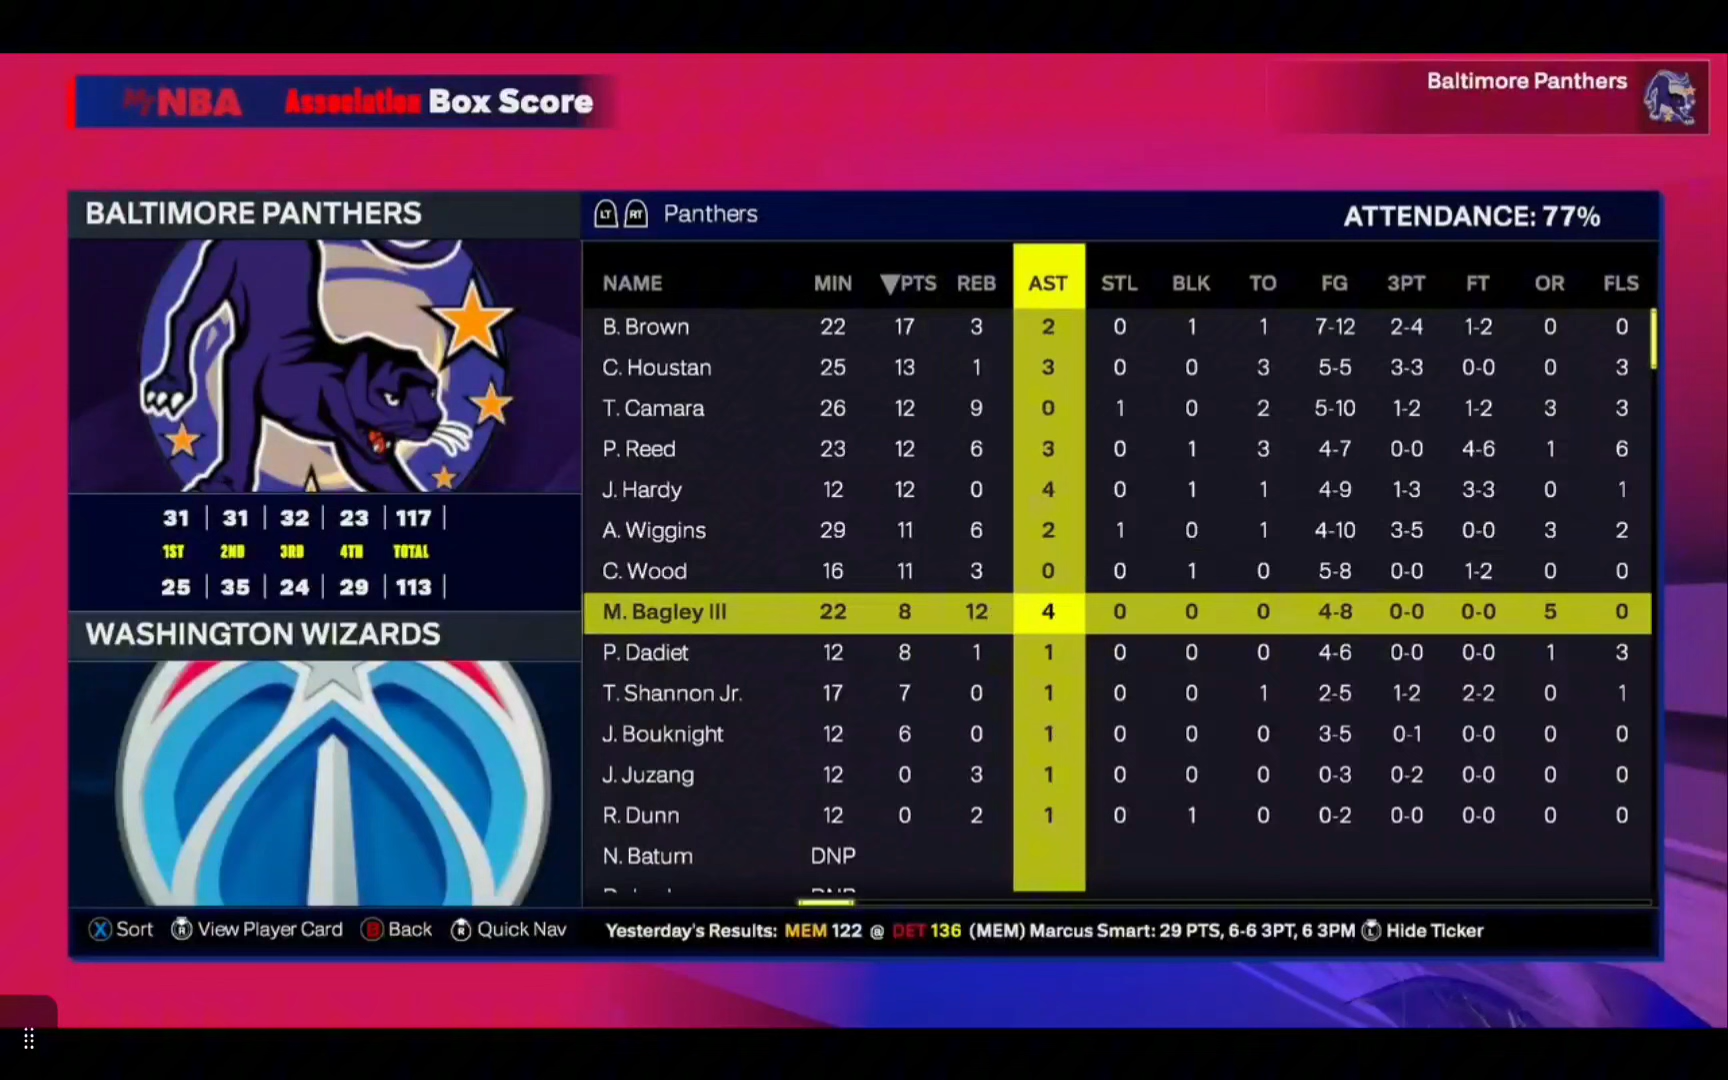 MyNBA Association Box Score
Baltimore Panthers
BALTIMORE PANTHERS
31 | 31 | 32 | 23 | 117 |
1ST 2ND 3RD 4TH TOTAL
25 | 35 | 24 | 29 | 113 |
WASHINGTON WIZARDS
LT RT Panthers ATTENDANCE: 77%
NAME MIN ▼PTS REB AST STL BLK TO FG 3PT FT OR FLS
B. Brown 22 17 3 2 0 1 1 7-12 2-4 1-2 0 0
C. Houstan 25 13 1 3 0 0 3 5-5 3-3 0-0 0 3
T. Camara 26 12 9 0 1 0 2 5-10 1-2 1-2 3 3
P. Reed 23 12 6 3 0 1 3 4-7 0-0 4-6 1 6
J. Hardy 12 12 0 4 0 1 1 4-9 1-3 3-3 0 1
A. Wiggins 29 11 6 2 1 0 1 4-10 3-5 0-0 3 2
C. Wood 16 11 3 0 0 1 0 5-8 0-0 1-2 0 0
M. Bagley III 22 8 12 4 0 0 0 4-8 0-0 0-0 5 0
P. Dadiet 12 8 1 1 0 0 0 4-6 0-0 0-0 1 3
T. Shannon Jr. 17 7 0 1 0 0 1 2-5 1-2 2-2 0 1
J. Bouknight 12 6 0 1 0 0 0 3-5 0-1 0-0 0 0
J. Juzang 12 0 3 1 0 0 0 0-3 0-2 0-0 0 0
R. Dunn 12 0 2 1 0 1 0 0-2 0-0 0-0 0 0
N. Batum DNP
DNP
X Sort R View Player Card B Back R Quick Nav
Yesterday's Results: MEM 122 @ DET 136 (MEM) Marcus Smart: 29 PTS, 6-6 3PT, 6 3PM L Hide Ticker